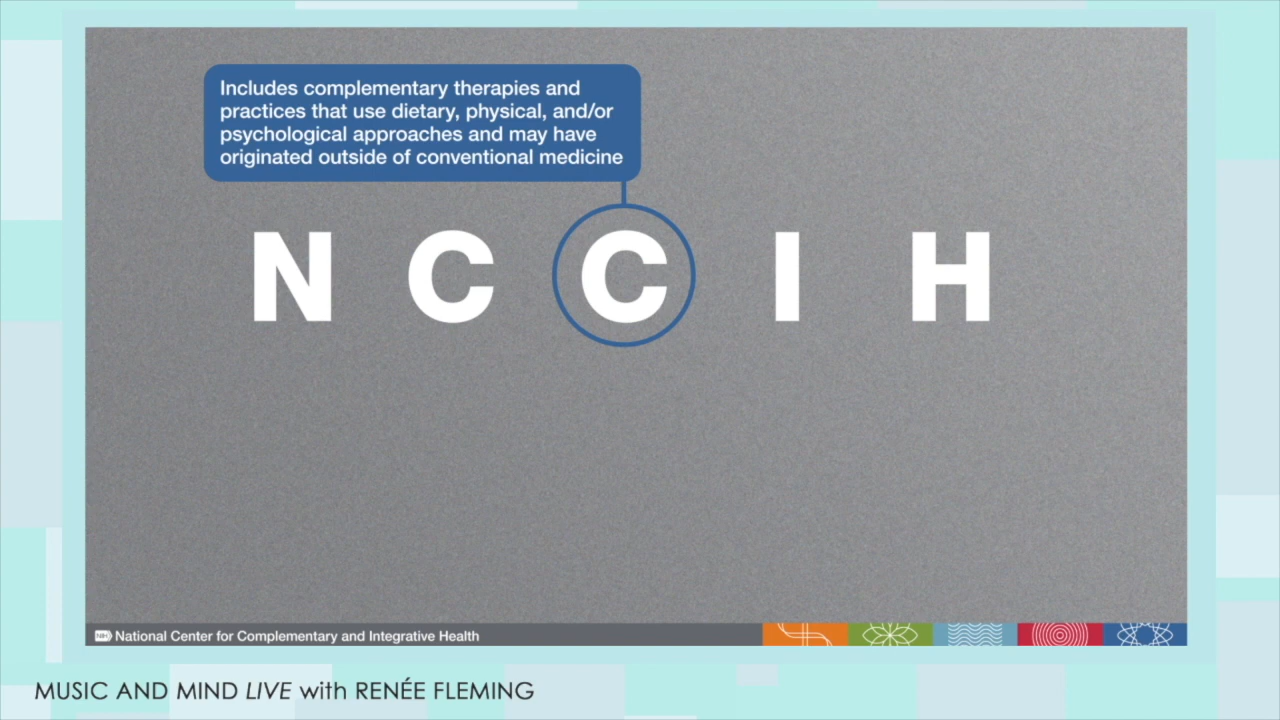 Includes complementary therapies and
practices that use dietary, physical, and/or
psychological approaches and may have
originated outside of conventional medicine
N C C I H
NIH National Center for Complementary and Integrative Health
MUSIC AND MIND LIVE with RENÉE FLEMING